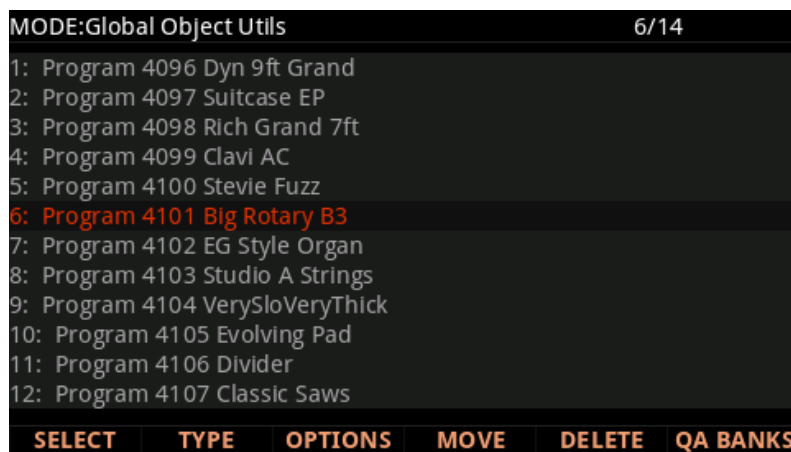 MODE:Global Object Utils 6/14
1: Program 4096 Dyn 9ft Grand
2: Program 4097 Suitcase EP
3: Program 4098 Rich Grand 7ft
4: Program 4099 Clavi AC
5: Program 4100 Stevie Fuzz
6: Program 4101 Big Rotary B3
7: Program 4102 EG Style Organ
8: Program 4103 Studio A Strings
9: Program 4104 VerySloVeryThick
10: Program 4105 Evolving Pad
11: Program 4106 Divider
12: Program 4107 Classic Saws
SELECT TYPE OPTIONS MOVE DELETE QA BANKS